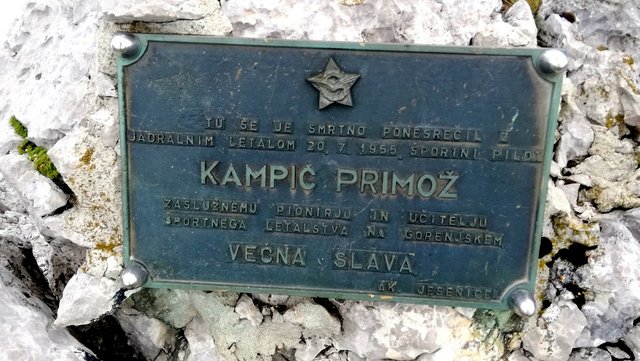 TU SE JE SMRTNO PONESREČIL Z
JADRALNIM LETALOM 20. 7. 1955. ŠPORTNI PILOT
KAMPIČ PRIMOŽ
ZASLUŽNEMU PIONIRJU IN UČITELJU
ŠPORTNEGA LETALSTVA NA GORENJSKEM
VEČNA SLAVA
AK JESENICE